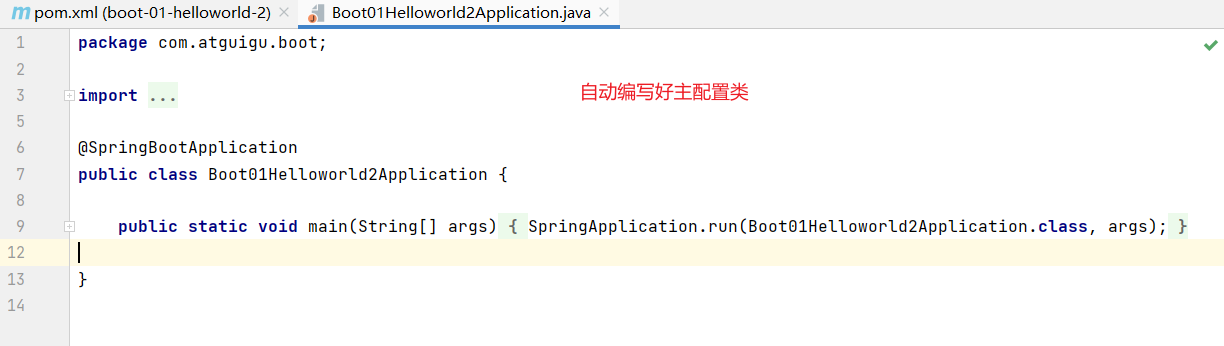 pom.xml (boot-01-helloworld-2) Boot01Helloworld2Application.java
1 package com.atguigu.boot;
2
3 import ...
自动编写好主配置类
5
6 @SpringBootApplication
7 public class Boot01Helloworld2Application {
8
9 public static void main(String[] args) { SpringApplication.run(Boot01Helloworld2Application.class, args); }
12
13 }
14